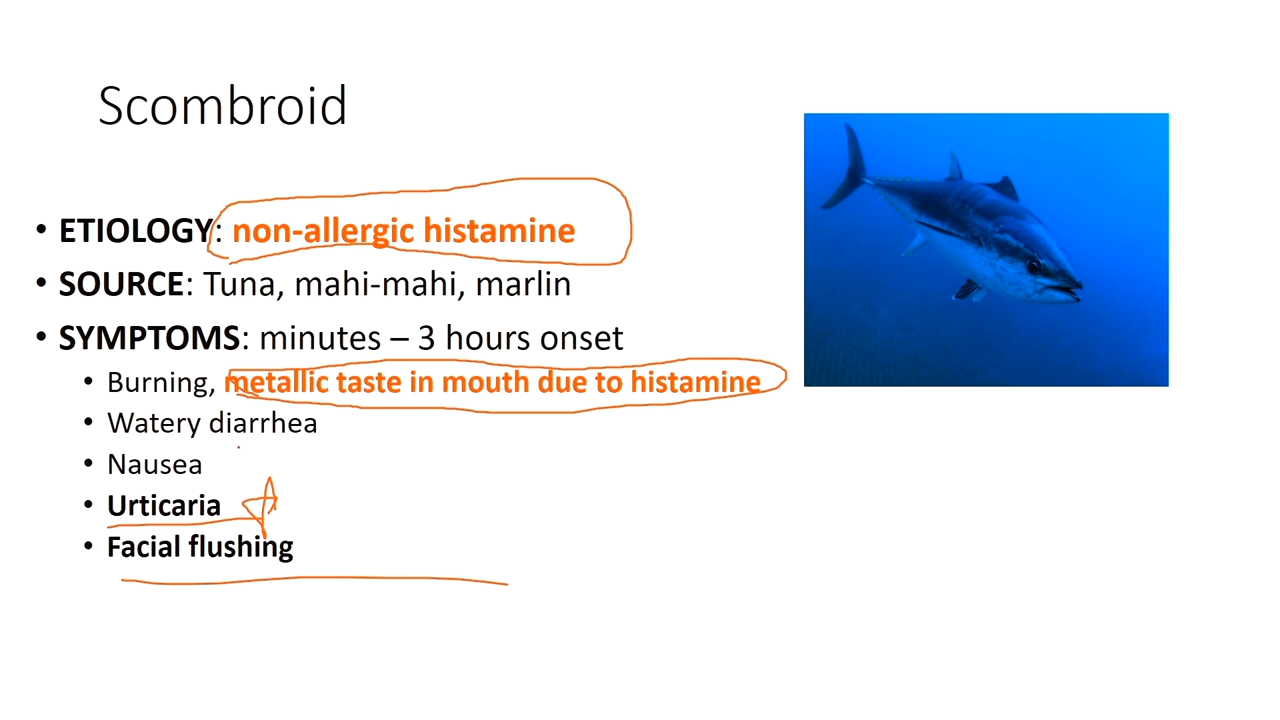 Scombroid
• ETIOLOGY: non-allergic histamine
• SOURCE: Tuna, mahi-mahi, marlin
• SYMPTOMS: minutes – 3 hours onset
• Burning, metallic taste in mouth due to histamine
• Watery diarrhea
• Nausea
• Urticaria
• Facial flushing